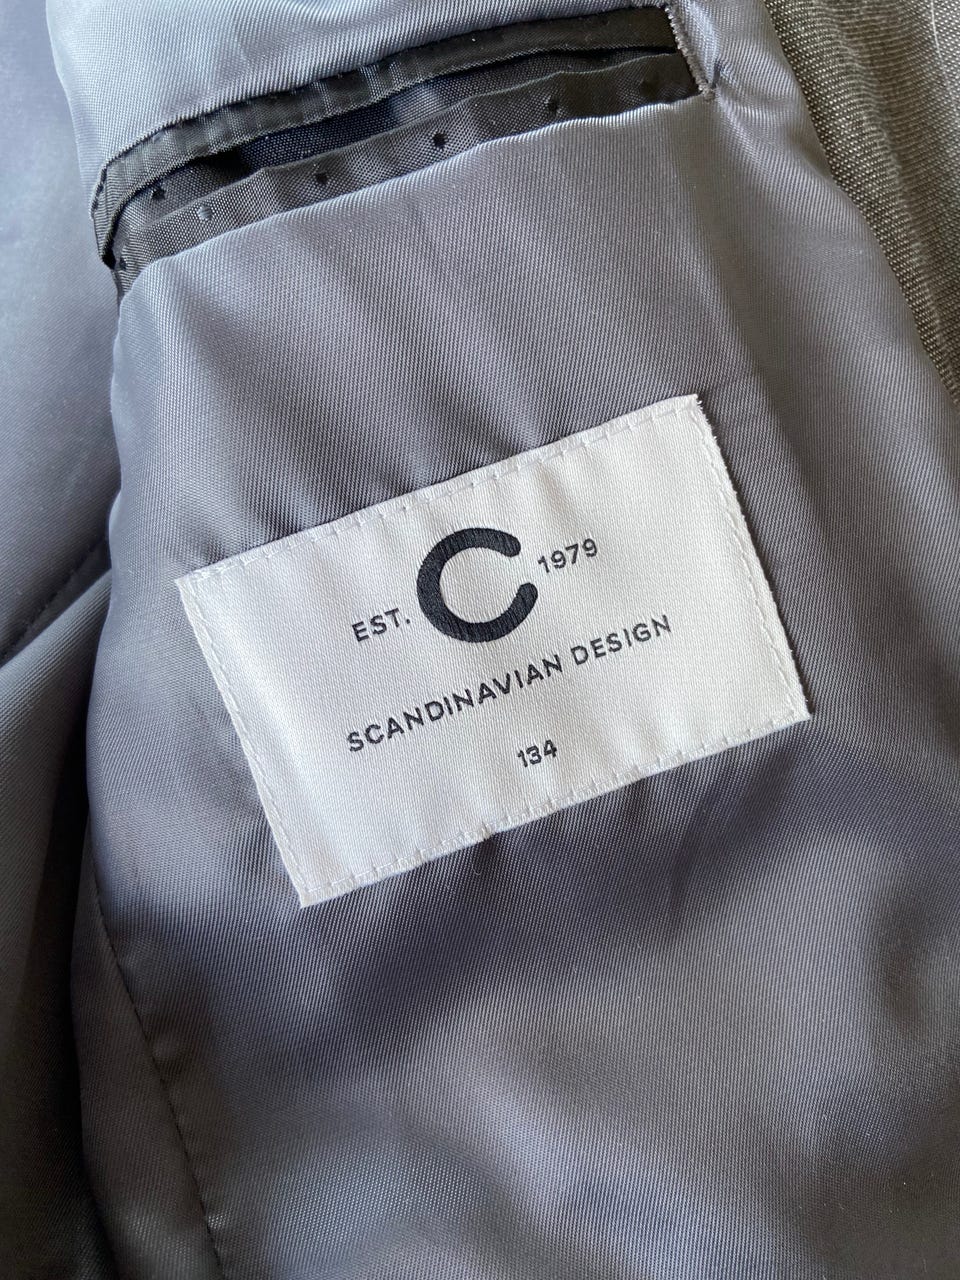 EST. C 1979
SCANDINAVIAN DESIGN
134